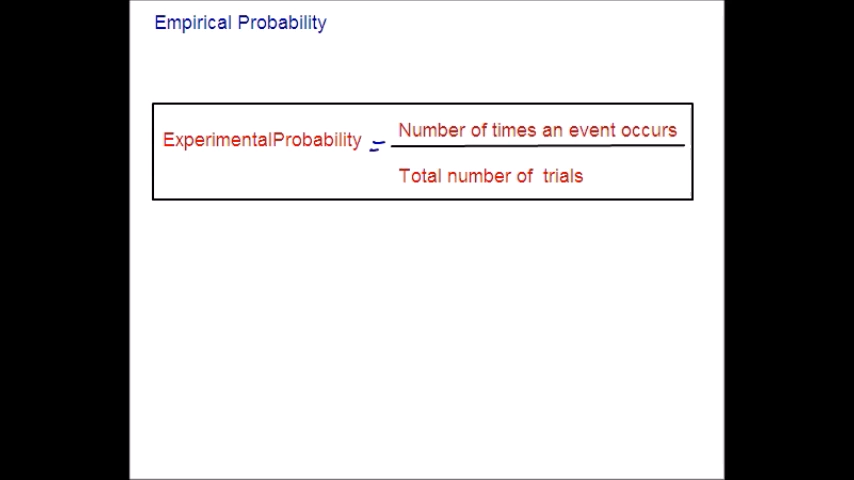 Empirical Probability
ExperimentalProbability = Number of times an event occurs
Total number of trials